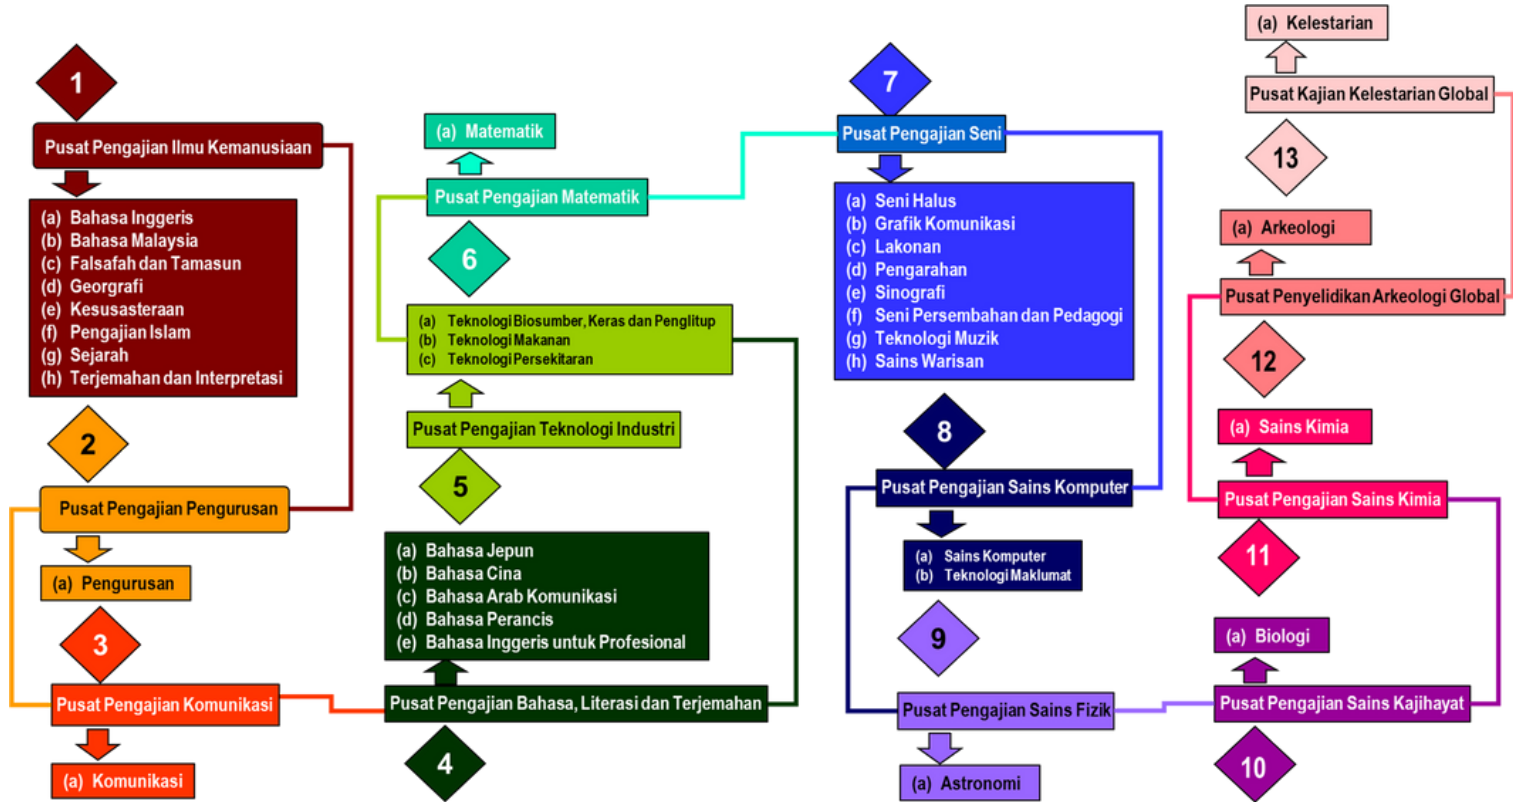 1
Pusat Pengajian Ilmu Kemanusiaan
(a) Bahasa Inggeris
(b) Bahasa Malaysia
(c) Falsafah dan Tamasun
(d) Georgrafi
(e) Kesusasteraan
(f) Pengajian Islam
(g) Sejarah
(h) Terjemahan dan Interpretasi
2
Pusat Pengajian Pengurusan
(a) Pengurusan
3
Pusat Pengajian Komunikasi
(a) Komunikasi
(a) Matematik
Pusat Pengajian Matematik
6
(a) Teknologi Biosumber, Keras dan Penglitup
(b) Teknologi Makanan
(c) Teknologi Persekitaran
Pusat Pengajian Teknologi Industri
5
(a) Bahasa Jepun
(b) Bahasa Cina
(c) Bahasa Arab Komunikasi
(d) Bahasa Perancis
(e) Bahasa Inggeris untuk Profesional
Pusat Pengajian Bahasa, Literasi dan Terjemahan
4
7
Pusat Pengajian Seni
(a) Seni Halus
(b) Grafik Komunikasi
(c) Lakonan
(d) Pengarahan
(e) Sinografi
(f) Seni Persembahan dan Pedagogi
(g) Teknologi Muzik
(h) Sains Warisan
8
Pusat Pengajian Sains Komputer
(a) Sains Komputer
(b) Teknologi Maklumat
9
Pusat Pengajian Sains Fizik
(a) Astronomi
(a) Kelestarian
Pusat Kajian Kelestarian Global
13
(a) Arkeologi
Pusat Penyelidikan Arkeologi Global
12
(a) Sains Kimia
Pusat Pengajian Sains Kimia
11
(a) Biologi
Pusat Pengajian Sains Kajihayat
10